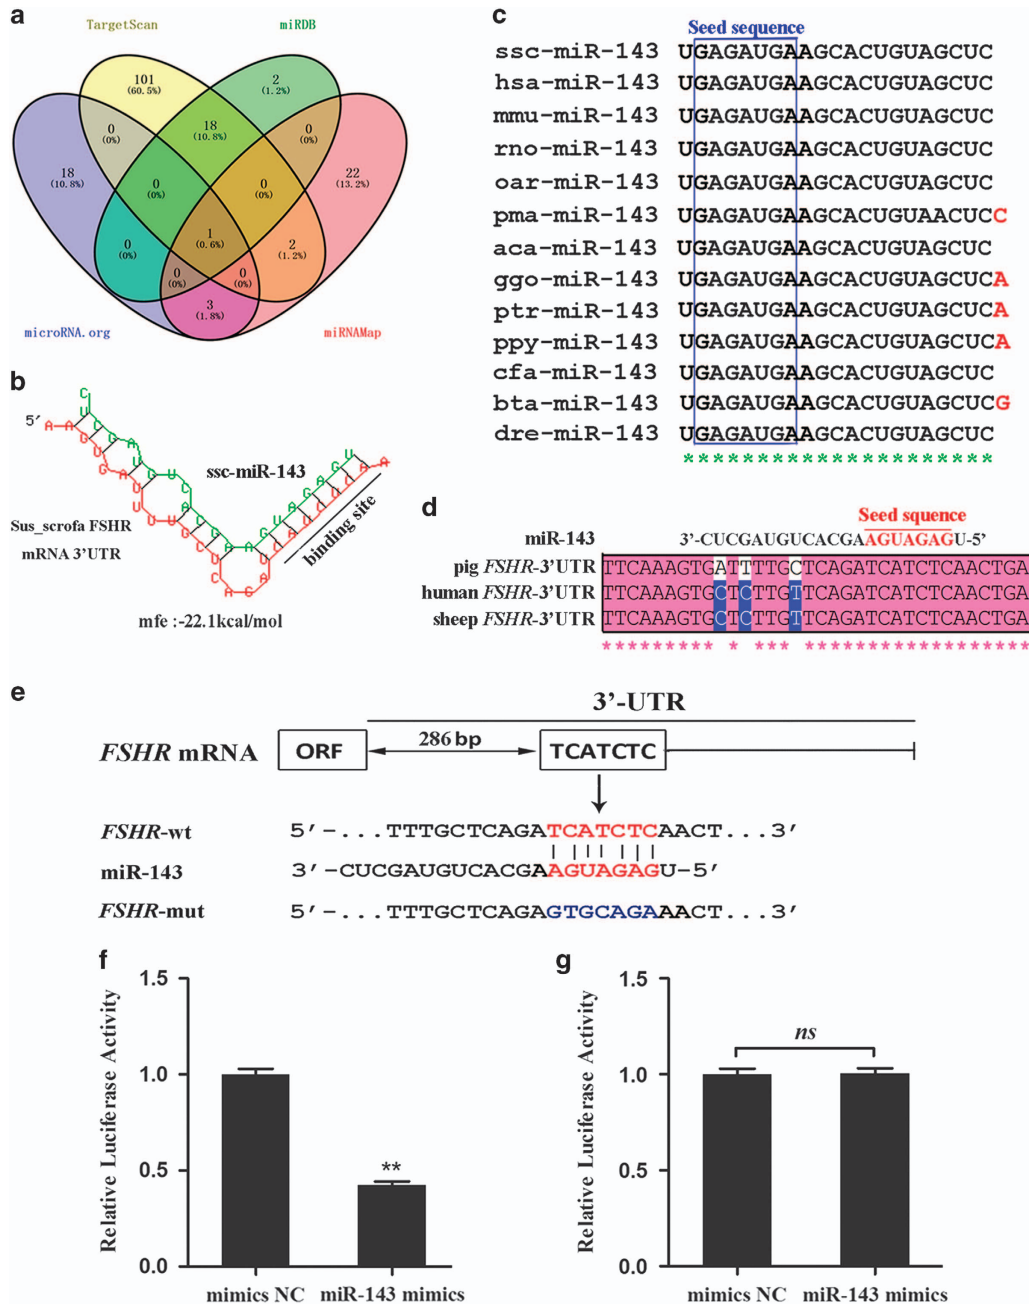 a
TargetScan
miRDB
101
(60.5%)
2
(1.2%)
0
(0%)
18
(10.8%)
0
(0%)
18
(10.8%)
22
(13.2%)
0
(0%)
0
(0%)
1
(0.6%)
0
(0%)
2
(1.2%)
0
(0%)
0
(0%)
3
(1.8%)
microRNA.org
miRNAMap
b
5′
ssc-miR-143
Sus_scrofa FSHR
mRNA 3'UTR
binding site
mfe :-22.1kcal/mol
c
Seed sequence
ssc-miR-143 UGAGAUGAAGCACUGUAGCUC
hsa-miR-143 UGAGAUGAAGCACUGUAGCUC
mmu-miR-143 UGAGAUGAAGCACUGUAGCUC
rno-miR-143 UGAGAUGAAGCACUGUAGCUC
oar-miR-143 UGAGAUGAAGCACUGUAGCUC
pma-miR-143 UGAGAUGAAGCACUGUAACUCC
aca-miR-143 UGAGAUGAAGCACUGUAGCUC
ggo-miR-143 UGAGAUGAAGCACUGUAGCUCA
ptr-miR-143 UGAGAUGAAGCACUGUAGCUCA
ppy-miR-143 UGAGAUGAAGCACUGUAGCUCA
cfa-miR-143 UGAGAUGAAGCACUGUAGCUC
bta-miR-143 UGAGAUGAAGCACUGUAGCUCG
dre-miR-143 UGAGAUGAAGCACUGUAGCUC
*********************
d
Seed squence
miR-143 3'-CUCGAUGUCACGAAGUAGAGU-5'
pig FSHR-3'UTR TTCAAAGTGATTTTGCTCAGATCATCTCAACTGA
human FSHR-3'UTR TTCAAAGTGCTCTTGTTCAGATCATCTCAACTGA
sheep FSHR-3'UTR TTCAAAGTGCTCTTGTTCAGATCATCTCAACTGA
********* * *** ******************
e
3'-UTR
FSHR mRNA
ORF
286 bp
TCATCTC
FSHR-wt 5′-...TTTGCTCAGATCATCTCAACT...3′
miR-143 3′-CUCGAUGUCACGAAGUAGAGU-5′
FSHR-mut 5′-...TTTGCTCAGAGTGCAGAAACT...3′
f
Relative Luciferase Activity
1.5
1.0
0.5
0.0
**
mimics NC
miR-143 mimics
g
Relative Luciferase Activity
1.5
1.0
0.5
0.0
ns
mimics NC
miR-143 mimics